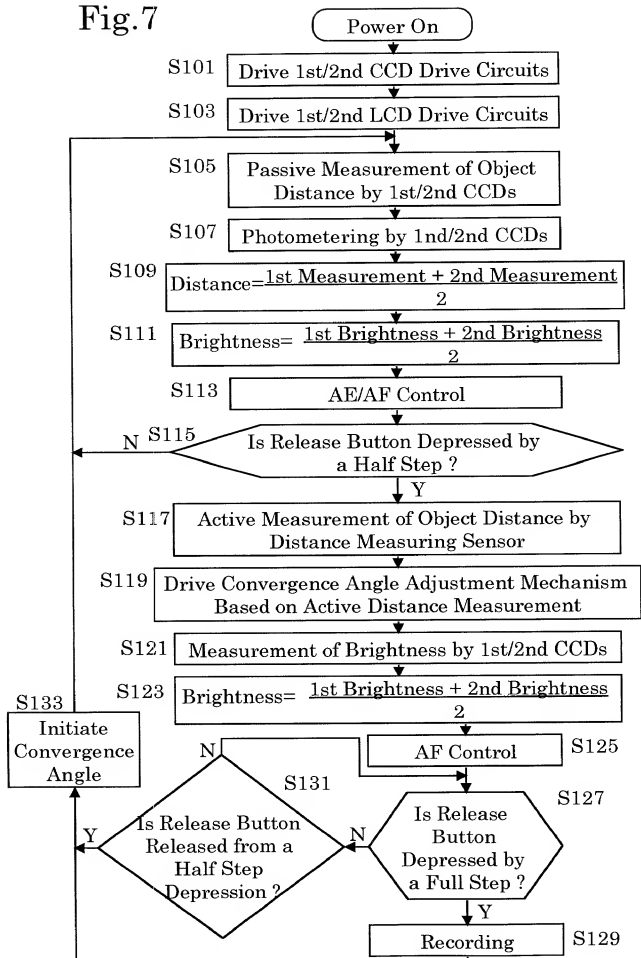 Fig.7
Power On
S101
Drive 1st/2nd CCD Drive Circuits
S103
Drive 1st/2nd LCD Drive Circuits
S105
Passive Measurement of Object
Distance by 1st/2nd CCDs
S107
Photometering by 1nd/2nd CCDs
S109
Distance=1st Measurement + 2nd Measurement
2
S111
Brightness= 1st Brightness + 2nd Brightness
2
S113
AE/AF Control
N
S115
Is Release Button Depressed by
a Half Step ?
Y
S117
Active Measurement of Object Distance by
Distance Measuring Sensor
S119
Drive Convergence Angle Adjustment Mechanism
Based on Active Distance Measurement
S121
Measurement of Brightness by 1st/2nd CCDs
S123
Brightness= 1st Brightness + 2nd Brightness
2
S133
Initiate
Convergence
Angle
AF Control
S125
N
S131
S127
Is Release Button
Released from a
Half Step
Depression ?
Y
N
Is Release
Button
Depressed by
a Full Step ?
Y
Recording
S129